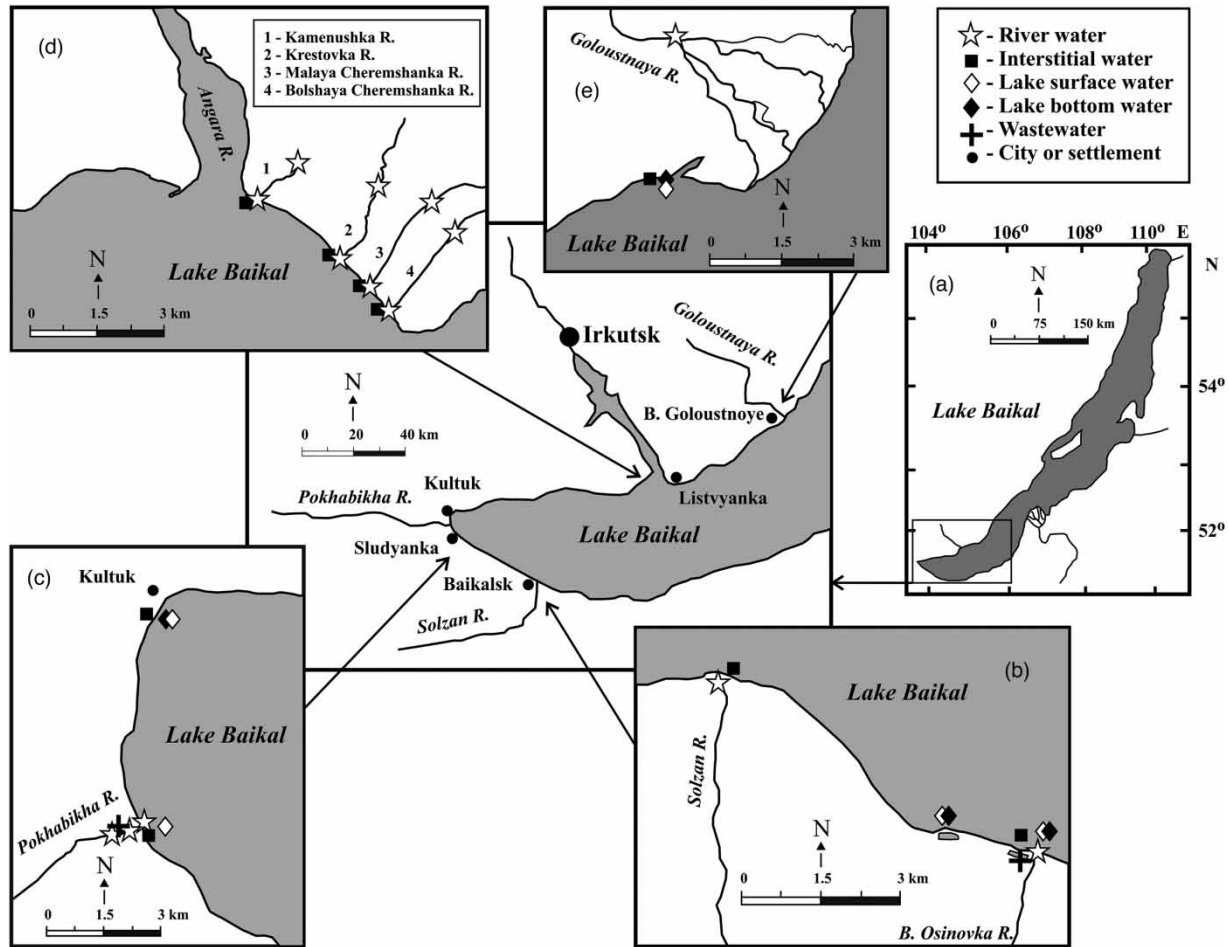 (d)
1 - Kamenushka R.
2 - Krestovka R.
3 - Malaya Cheremshanka R.
4 - Bolshaya Cheremshanka R.
Angara R.
1
2
3
4
N
Lake Baikal
0 1.5 3 km
Goloustnaya R.
(e)
N
Lake Baikal
0 1.5 3 km
- River water
- Interstitial water
- Lake surface water
- Lake bottom water
- Wastewater
- City or settlement
104° 106° 108° 110° E
N
(a)
N
0 75 150 km
54°
Lake Baikal
52°
Irkutsk
Goloustnaya R.
B. Goloustnoye
N
0 20 40 km
Kultuk
Pokhabikha R.
Listvyanka
Lake Baikal
Sludyanka
Baikalsk
Solzan R.
(c)
Kultuk
Lake Baikal
Pokhabikha R.
N
0 1.5 3 km
(b)
Lake Baikal
Solzan R.
N
0 1.5 3 km
B. Osinovka R.